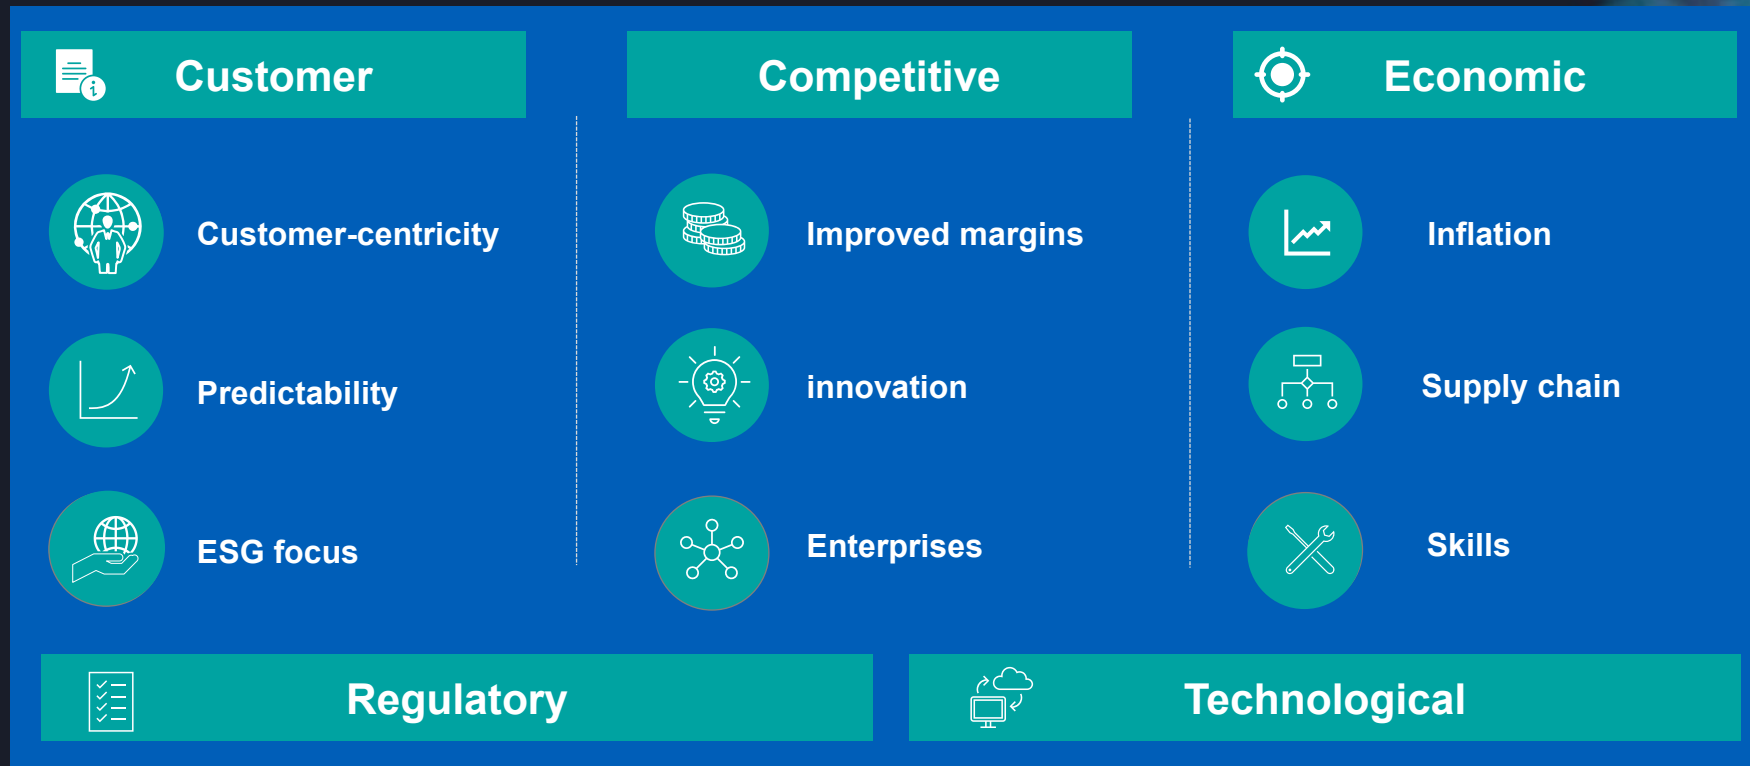 Customer
Competitive
Economic
Customer-centricity
Improved margins
Inflation
Predictability
innovation
Supply chain
ESG focus
Enterprises
Skills
Regulatory
Technological